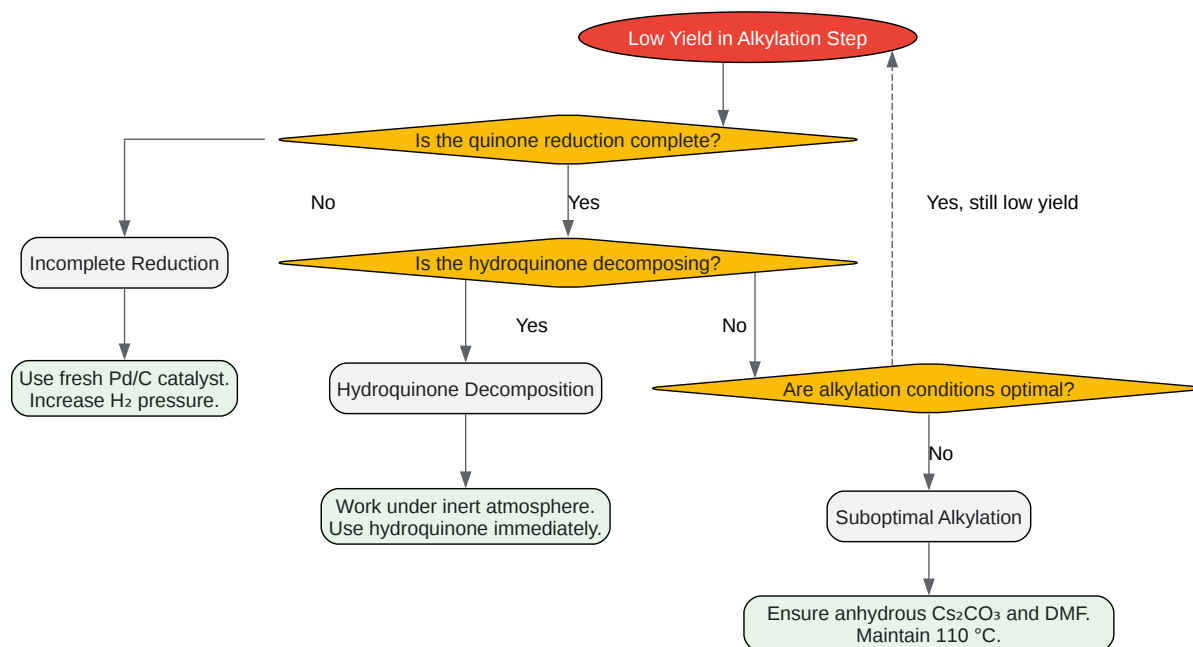 Low Yield in Alkylation Step
Is the quinone reduction complete?
No
Yes
Yes, still low yield
Incomplete Reduction
Is the hydroquinone decomposing?
Yes
No
Use fresh Pd/C catalyst.
Increase H₂ pressure.
Hydroquinone Decomposition
Are alkylation conditions optimal?
No
Work under inert atmosphere.
Use hydroquinone immediately.
Suboptimal Alkylation
Ensure anhydrous Cs₂CO₃ and DMF.
Maintain 110 °C.